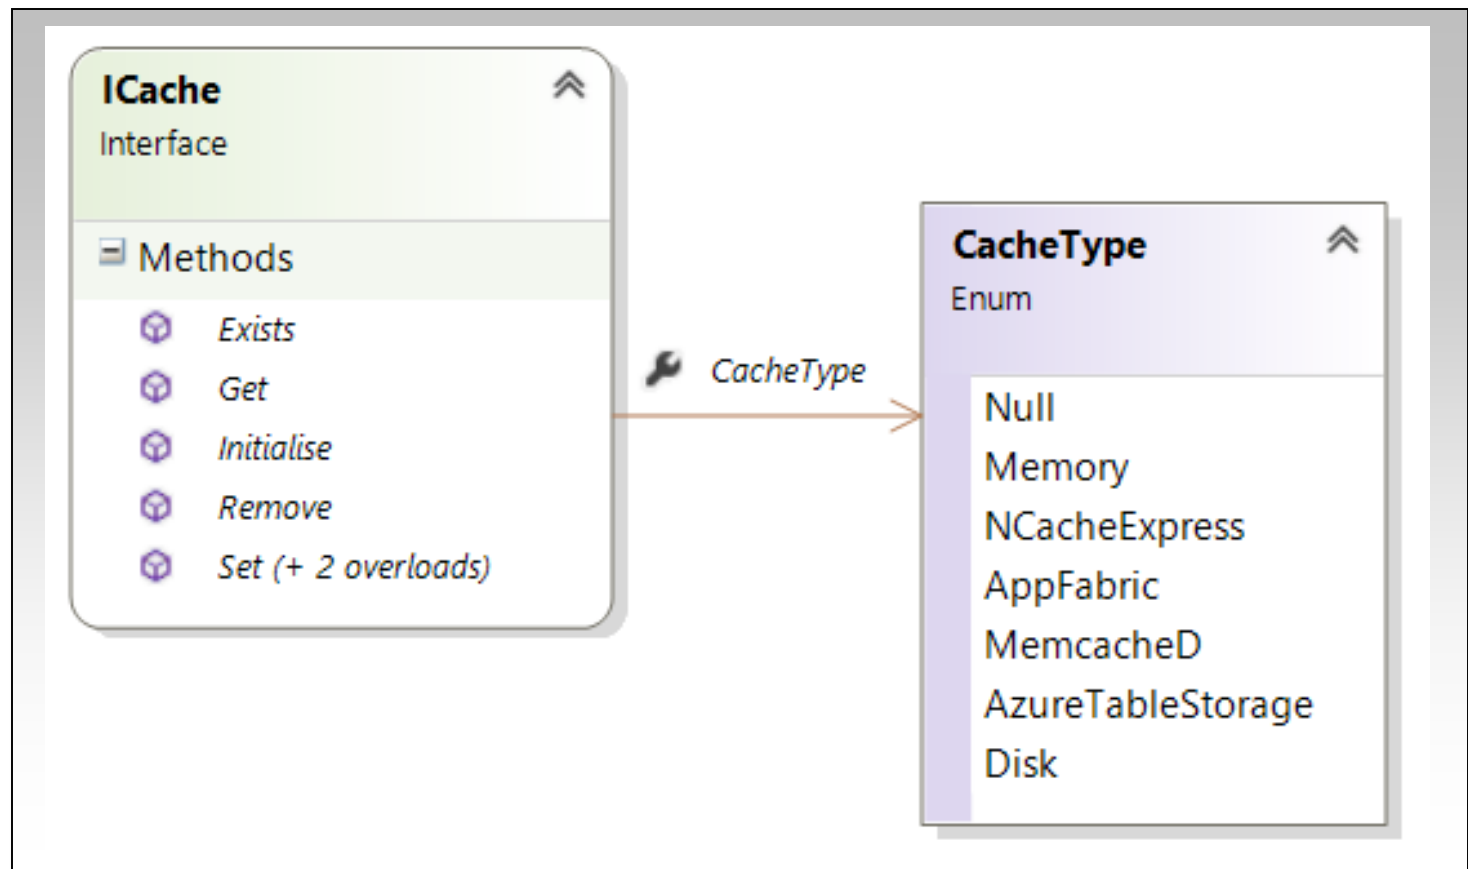 ICache
Interface
Methods
Exists
Get
Initialise
Remove
Set (+ 2 overloads)
CacheType
CacheType
Enum
Null
Memory
NCacheExpress
AppFabric
MemcacheD
AzureTableStorage
Disk